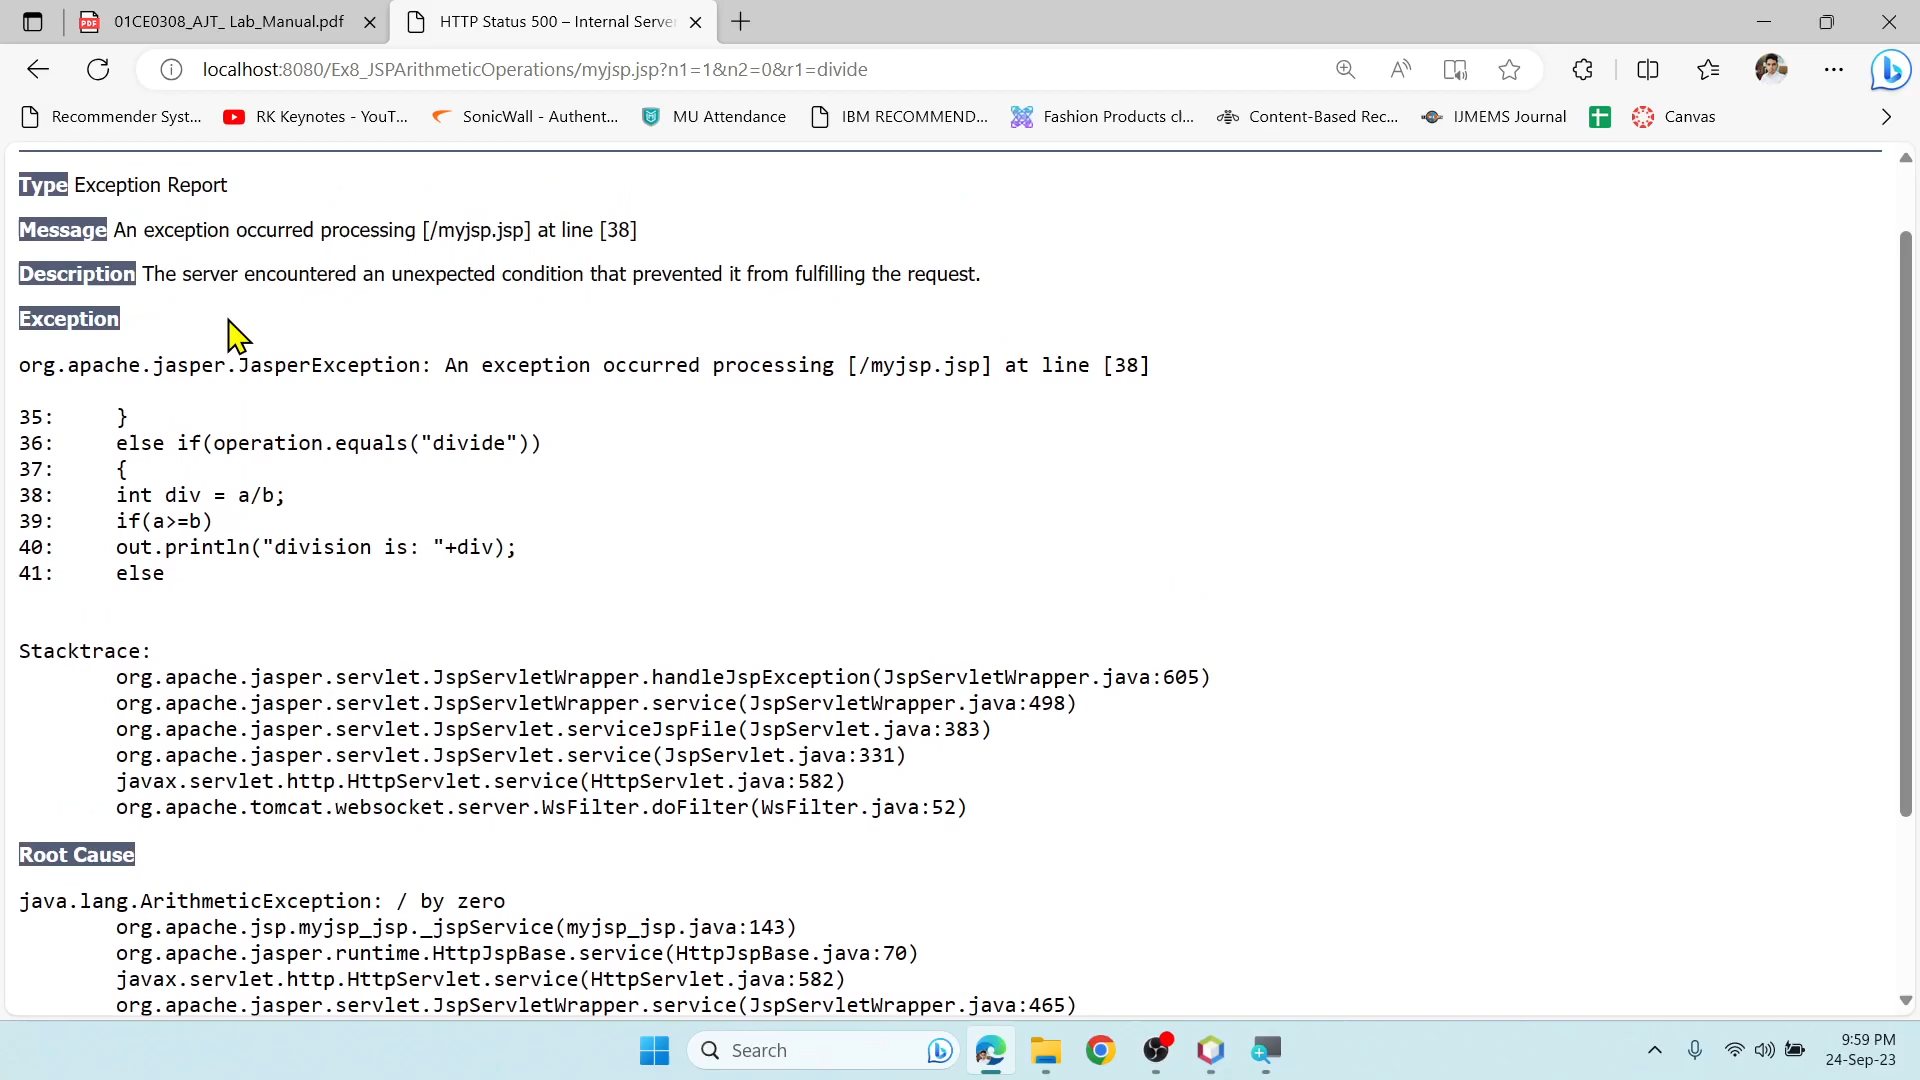 01CE0308_AJT_ Lab_Manual.pdf
HTTP Status 500 – Internal Server
localhost:8080/Ex8_JSPArithmeticOperations/myjsp.jsp?n1=1&n2=0&r1=divide
Recommender Syst...
RK Keynotes - YouT...
SonicWall - Authent...
MU Attendance
IBM RECOMMEND...
Fashion Products cl...
Content-Based Rec...
IJMEMS Journal
Canvas
Type Exception Report
Message An exception occurred processing [/myjsp.jsp] at line [38]
Description The server encountered an unexpected condition that prevented it from fulfilling the request.
Exception
org.apache.jasper.JasperException: An exception occurred processing [/myjsp.jsp] at line [38]
35: }
36: else if(operation.equals("divide"))
37: {
38: int div = a/b;
39: if(a>=b)
40: out.println("division is: "+div);
41: else
Stacktrace:
org.apache.jasper.servlet.JspServletWrapper.handleJspException(JspServletWrapper.java:605)
org.apache.jasper.servlet.JspServletWrapper.service(JspServletWrapper.java:498)
org.apache.jasper.servlet.JspServlet.serviceJspFile(JspServlet.java:383)
org.apache.jasper.servlet.JspServlet.service(JspServlet.java:331)
javax.servlet.http.HttpServlet.service(HttpServlet.java:582)
org.apache.tomcat.websocket.server.WsFilter.doFilter(WsFilter.java:52)
Root Cause
java.lang.ArithmeticException: / by zero
org.apache.jsp.myjsp_jsp._jspService(myjsp_jsp.java:143)
org.apache.jasper.runtime.HttpJspBase.service(HttpJspBase.java:70)
javax.servlet.http.HttpServlet.service(HttpServlet.java:582)
org.apache.jasper.servlet.JspServletWrapper.service(JspServletWrapper.java:465)
Search
9:59 PM
24-Sep-23